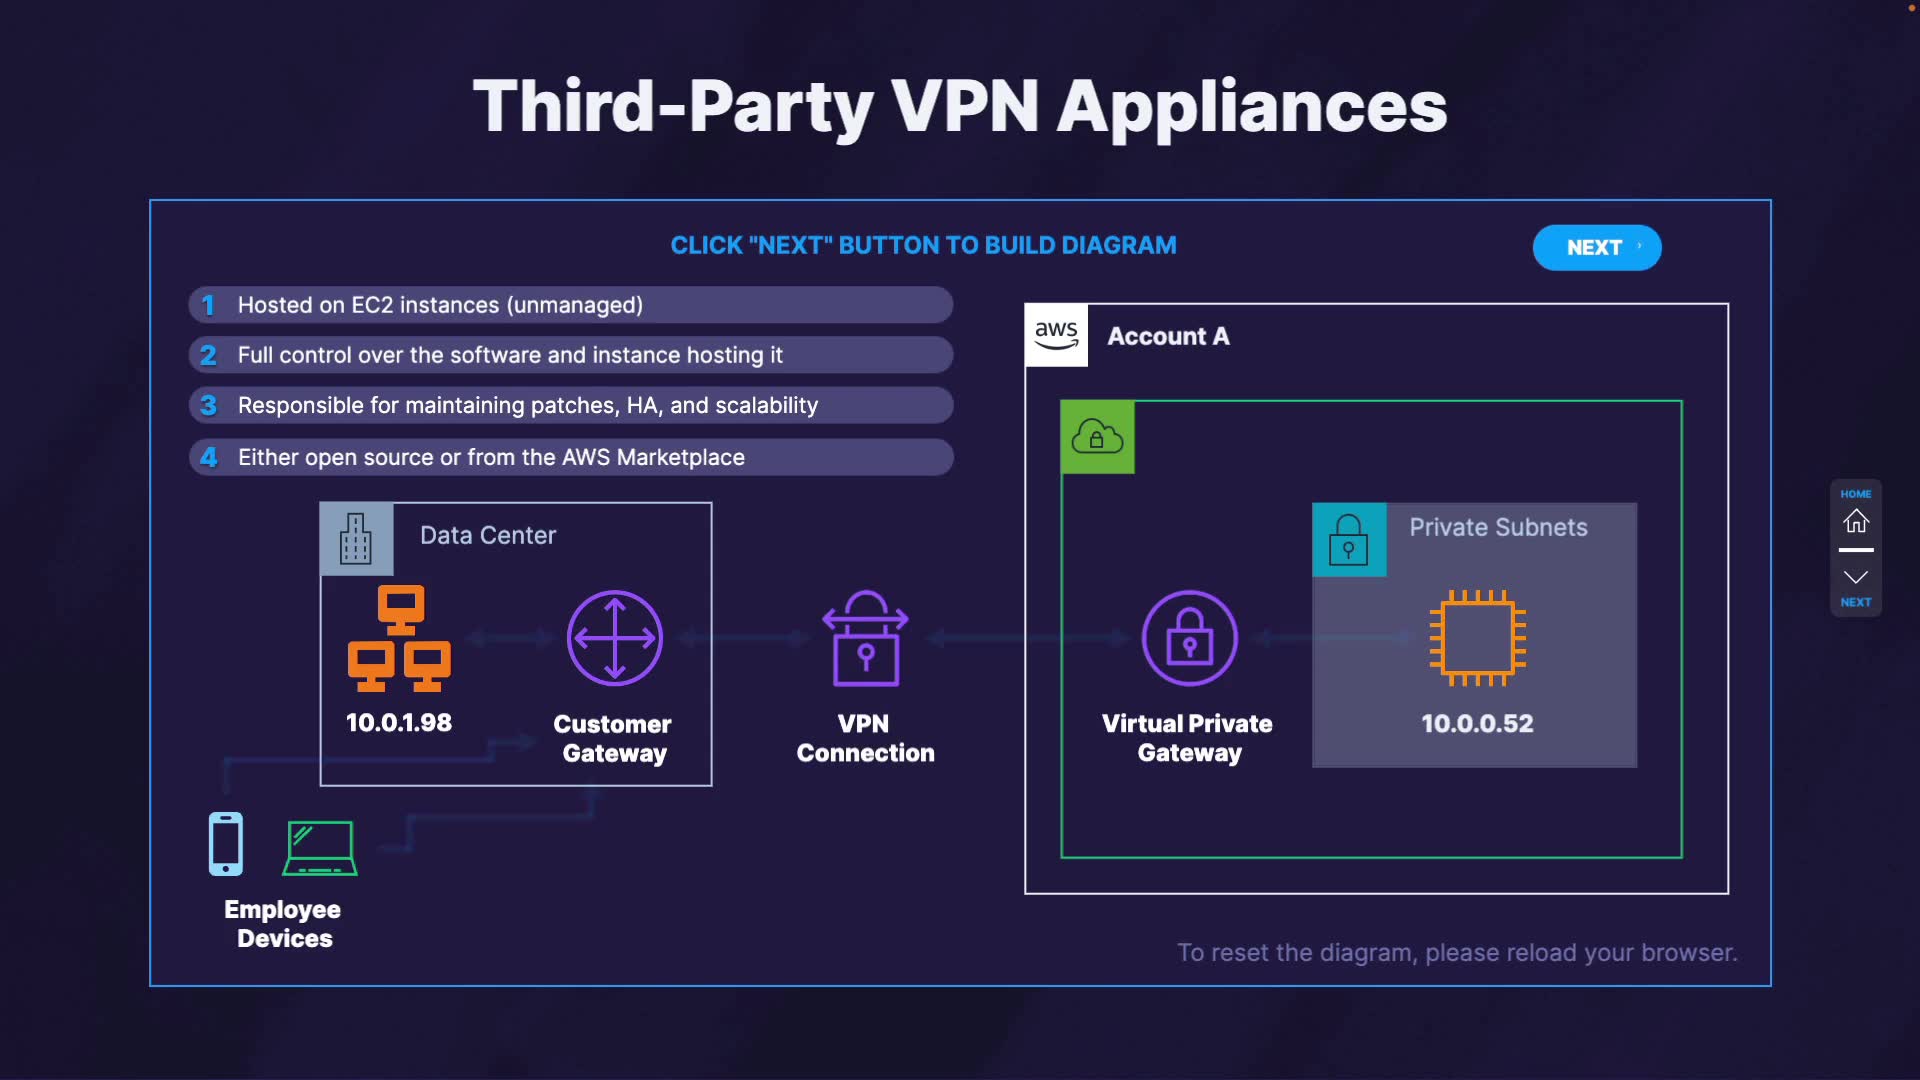 Third-Party VPN Appliances
CLICK "NEXT" BUTTON TO BUILD DIAGRAM
NEXT ›
1 Hosted on EC2 instances (unmanaged)
2 Full control over the software and instance hosting it
3 Responsible for maintaining patches, HA, and scalability
4 Either open source or from the AWS Marketplace
aws
Account A
Data Center
Private Subnets
10.0.1.98
Customer
Gateway
VPN
Connection
Virtual Private
Gateway
10.0.0.52
Employee
Devices
To reset the diagram, please reload your browser.
HOME
NEXT